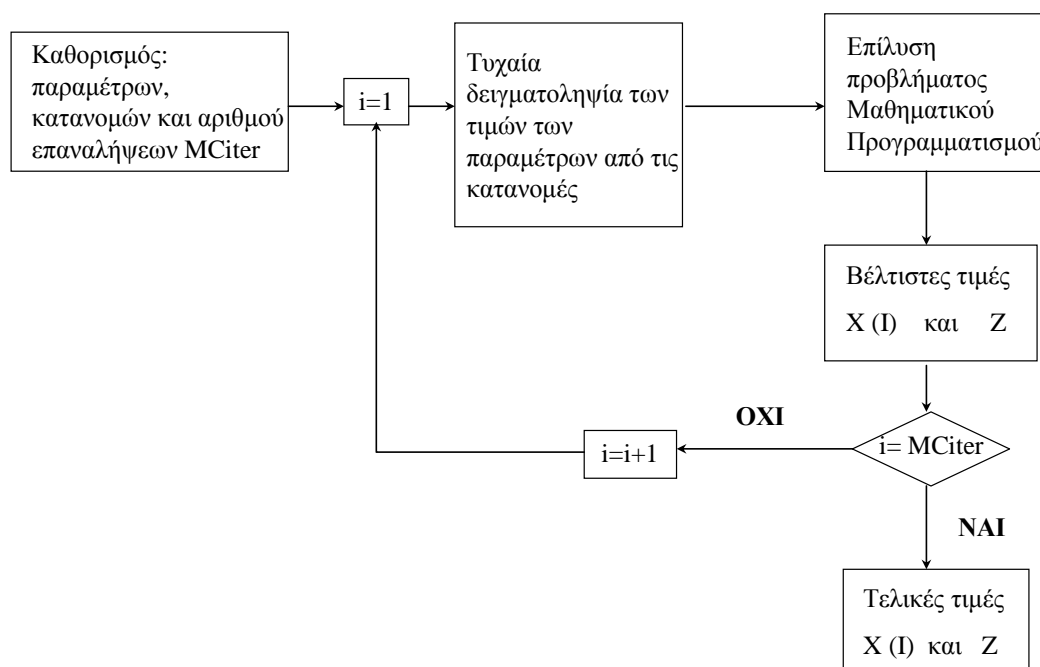 Καθορισμός:
παραμέτρων,
κατανομών και αριθμού
επαναλήψεων MCiter
i=1
Τυχαία
δειγματοληψία των
τιμών των
παραμέτρων από τις
κατανομές
Επίλυση
προβλήματος
Μαθηματικού
Προγραμματισμού
Βέλτιστες τιμές
X (I) και Z
i= MCiter
ΟΧΙ
i=i+1
ΝΑΙ
Τελικές τιμές
X (I) και Z